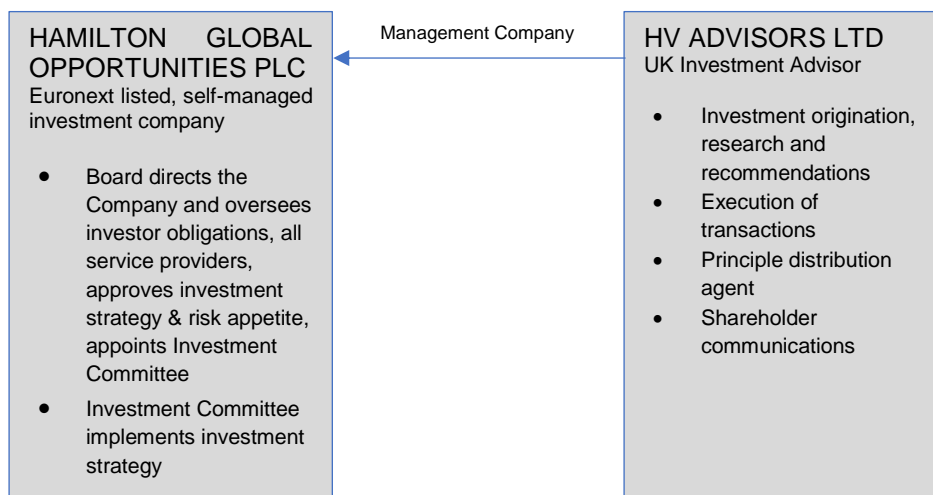 HAMILTON GLOBAL
OPPORTUNITIES PLC
Euronext listed, self-managed
investment company
• Board directs the
Company and oversees
investor obligations, all
service providers,
approves investment
strategy & risk appetite,
appoints Investment
Committee
• Investment Committee
implements investment
strategy
Management Company
HV ADVISORS LTD
UK Investment Advisor
• Investment origination,
research and
recommendations
• Execution of
transactions
• Principle distribution
agent
• Shareholder
communications